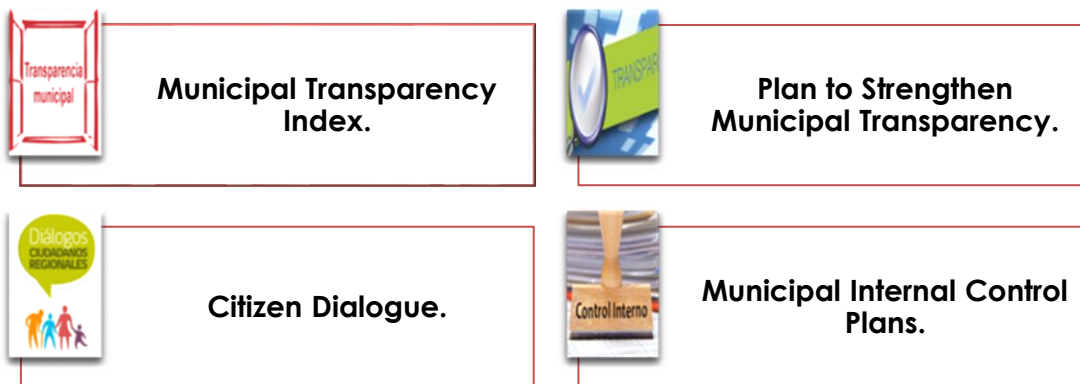 Transparencia
municipal
Municipal Transparency
Index.
TRANSPAR
Plan to Strengthen
Municipal Transparency.
Diálogos
CIUDADANOS
REGIONALES
Citizen Dialogue.
Control Interno
Municipal Internal Control
Plans.